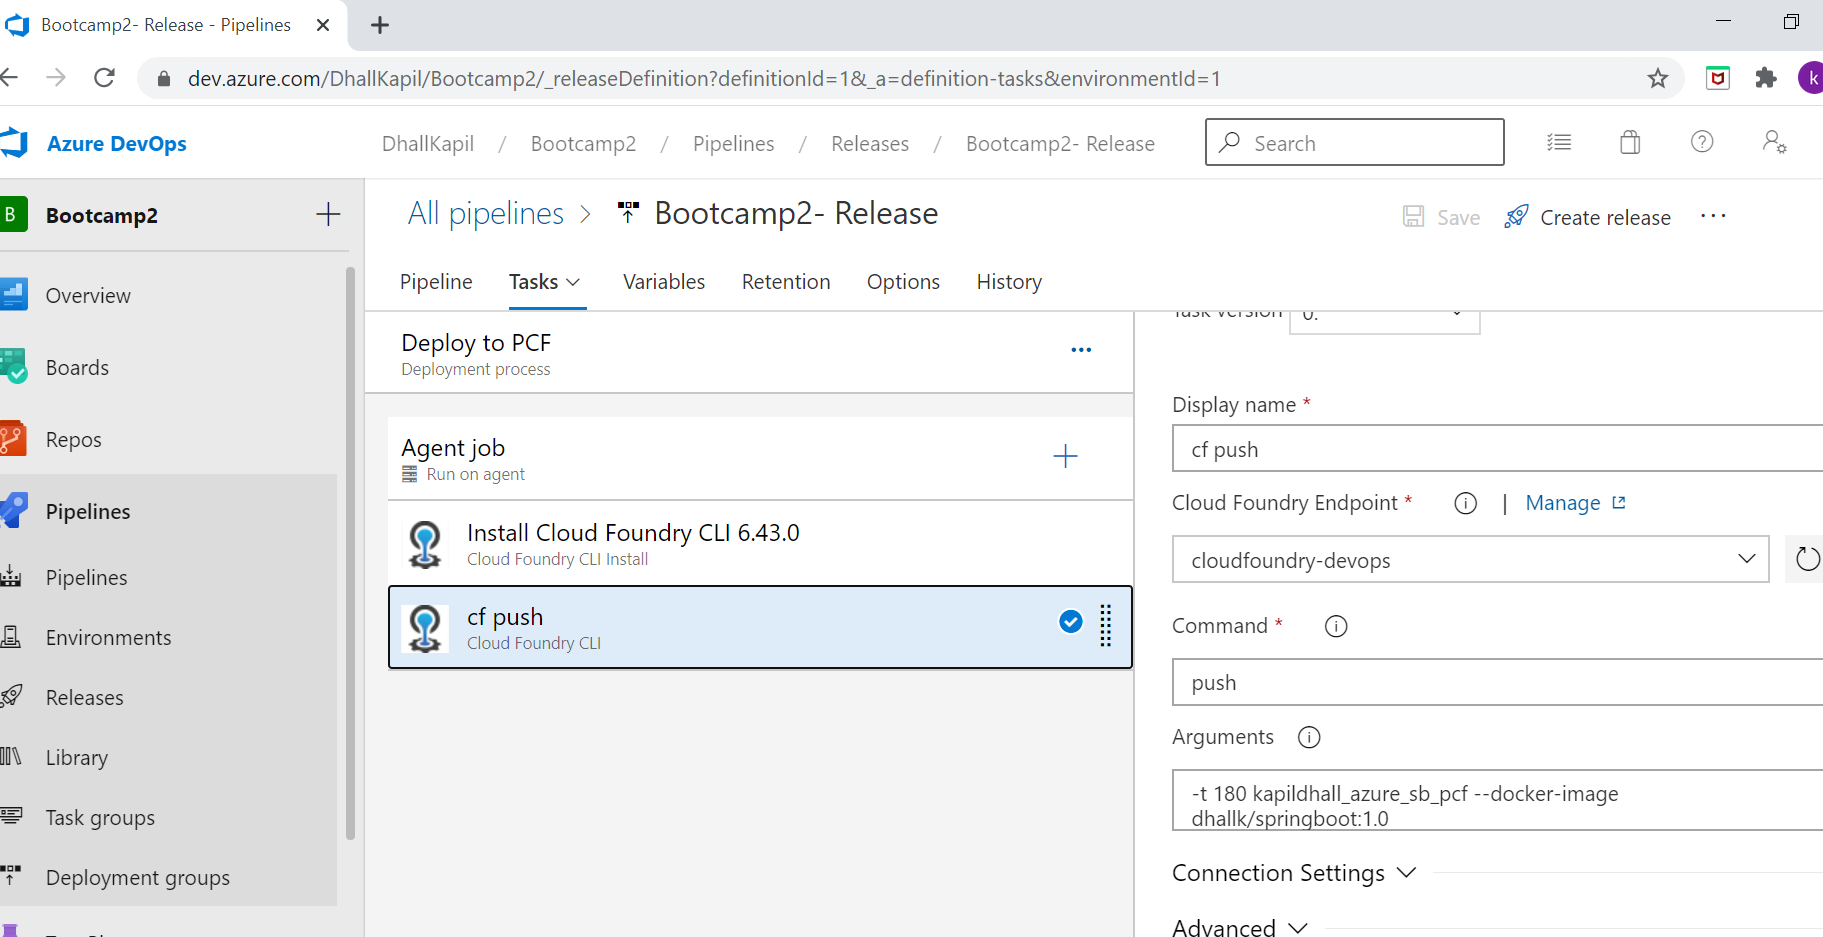 Bootcamp2- Release - Pipelines
dev.azure.com/DhallKapil/Bootcamp2/_releaseDefinition?definitionId=1&_a=definition-tasks&environmentId=1
k
Azure DevOps
DhallKapil / Bootcamp2 / Pipelines / Releases / Bootcamp2- Release
Search
B
Bootcamp2
Overview
Boards
Repos
Pipelines
Pipelines
Environments
Releases
Library
Task groups
Deployment groups
All pipelines > Bootcamp2- Release
Save
Create release
Pipeline
Tasks
Variables
Retention
Options
History
Deploy to PCF
Deployment process
Agent job
Run on agent
Install Cloud Foundry CLI 6.43.0
Cloud Foundry CLI Install
cf push
Cloud Foundry CLI
Task version 0.
Display name *
cf push
Cloud Foundry Endpoint * | Manage
cloudfoundry-devops
Command *
push
Arguments
-t 180 kapildhall_azure_sb_pcf --docker-image
dhallk/springboot:1.0
Connection Settings
Advanced